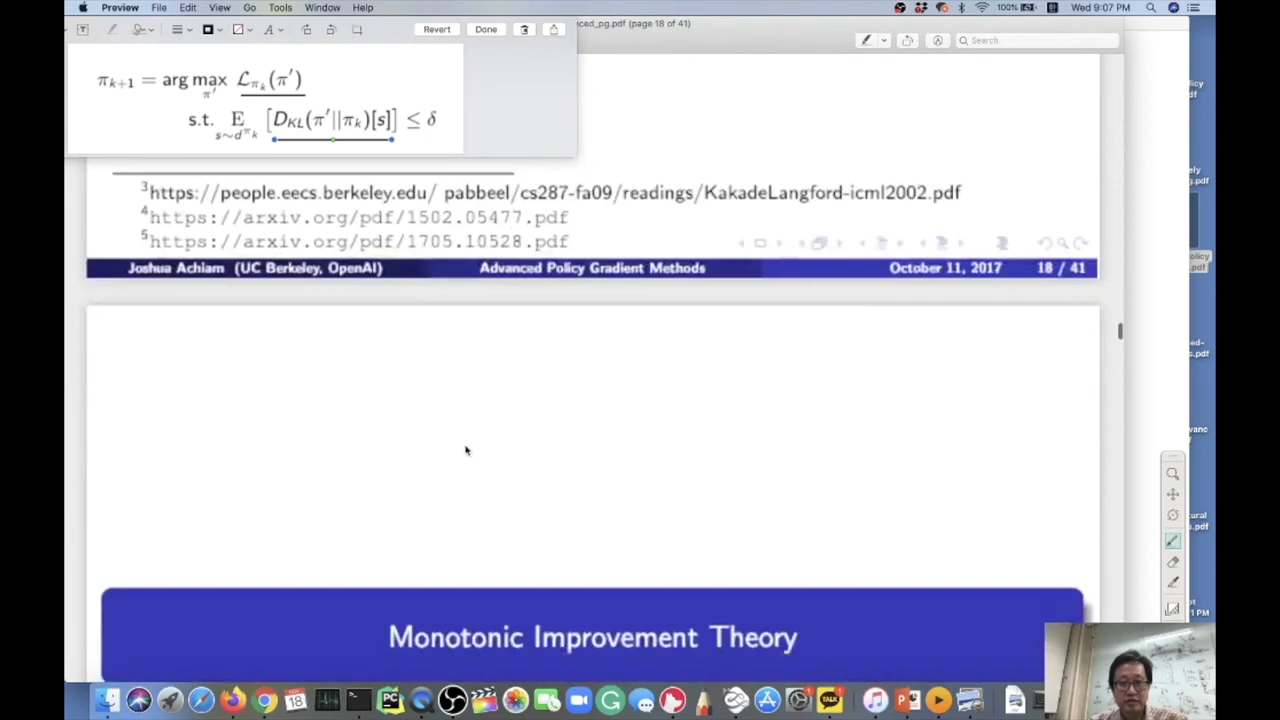 Preview File Edit View Go Tools Window Help
100% Wed 9:07 PM
ced_pg.pdf (page 18 of 41)
Revert Done
Search
π_{k+1} = arg max_{π'} ℒ_{π_k}(π')
s.t. E_{s∼d^{π_k}} [D_{KL}(π'||π_k)[s]] ≤ δ
3https://people.eecs.berkeley.edu/ pabbeel/cs287-fa09/readings/KakadeLangford-icml2002.pdf
4https://arxiv.org/pdf/1502.05477.pdf
5https://arxiv.org/pdf/1705.10528.pdf
Joshua Achiam (UC Berkeley, OpenAI) Advanced Policy Gradient Methods October 11, 2017 18 / 41
Monotonic Improvement Theory